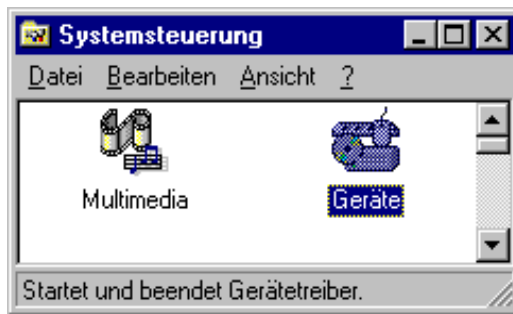 Systemsteuerung
Datei Bearbeiten Ansicht ?
Multimedia Geräte
Startet und beendet Gerätetreiber.